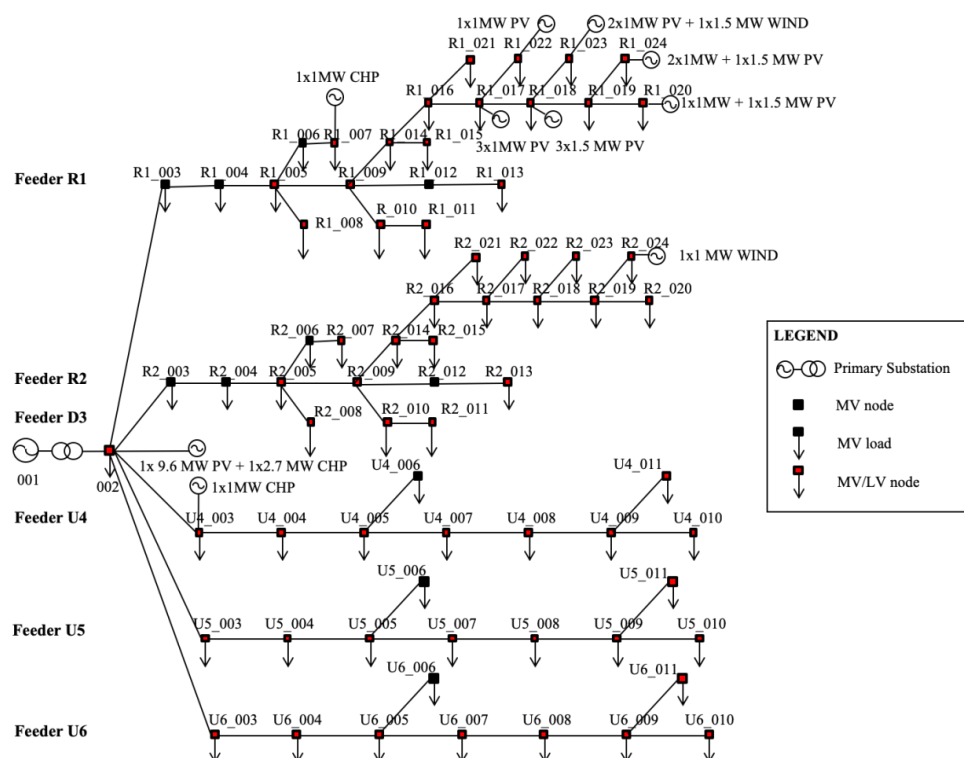 1x1MW PV
2x1MW PV + 1x1.5 MW WIND
R1_021
R1_022
R1_023
R1_024
2x1MW + 1x1.5 MW PV
1x1MW CHP
R1_016
R1_017
R1_018
R1_019
R1_020
1x1MW + 1x1.5 MW PV
R1_006
R1_007
R1_014
R1_015
3x1MW PV
3x1.5 MW PV
Feeder R1
R1_003
R1_004
R1_005
R1_009
R1_012
R1_013
R1_008
R_010
R1_011
R2_021
R2_022
R2_023
R2_024
1x1 MW WIND
R2_016
R2_017
R2_018
R2_019
R2_020
R2_006
R2_007
R2_014
R2_015
Feeder R2
R2_003
R2_004
R2_005
R2_009
R2_012
R2_013
Feeder D3
R2_008
R2_010
R2_011
001
002
1x 9.6 MW PV + 1x2.7 MW CHP
1x1MW CHP
U4_006
U4_011
Feeder U4
U4_003
U4_004
U4_005
U4_007
U4_008
U4_009
U4_010
U5_006
U5_011
Feeder U5
U5_003
U5_004
U5_005
U5_007
U5_008
U5_009
U5_010
U6_006
U6_011
Feeder U6
U6_003
U6_004
U6_005
U6_007
U6_008
U6_009
U6_010
LEGEND
Primary Substation
MV node
MV load
MV/LV node